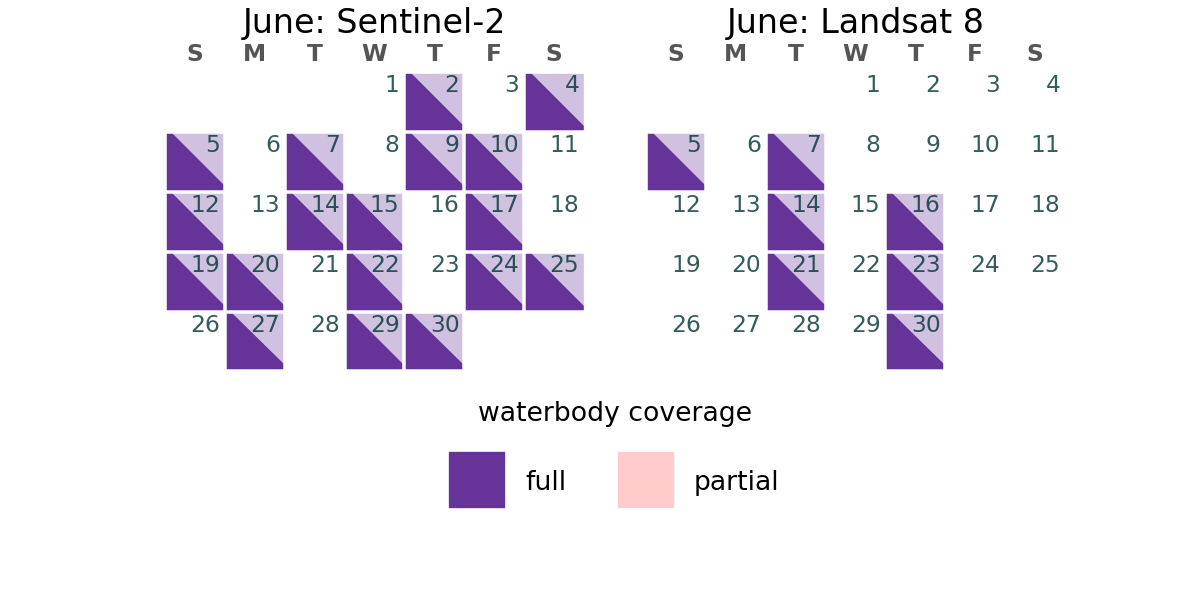 June: Sentinel-2
S M T W T F S
1 2 3 4
5 6 7 8 9 10 11
12 13 14 15 16 17 18
19 20 21 22 23 24 25
26 27 28 29 30
June: Landsat 8
S M T W T F S
1 2 3 4
5 6 7 8 9 10 11
12 13 14 15 16 17 18
19 20 21 22 23 24 25
26 27 28 29 30
waterbody coverage
full partial